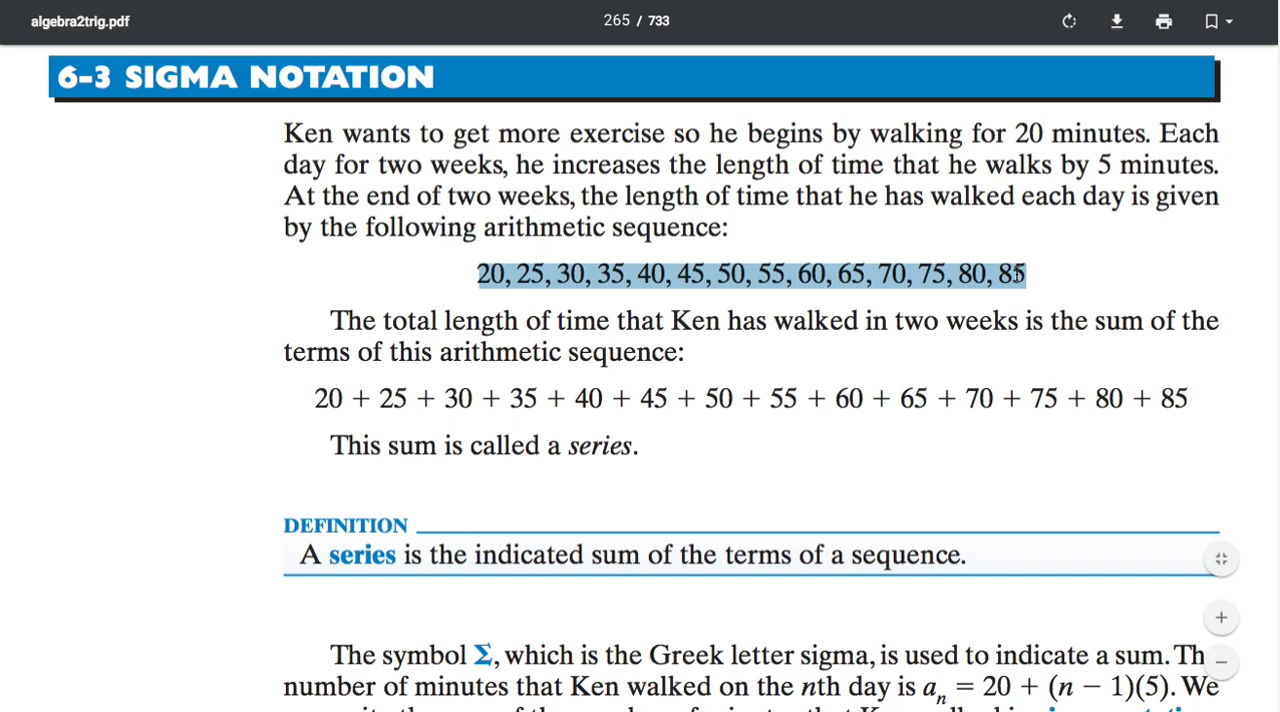 algebra2trig.pdf
265 / 733
6-3 SIGMA NOTATION
Ken wants to get more exercise so he begins by walking for 20 minutes. Each
day for two weeks, he increases the length of time that he walks by 5 minutes.
At the end of two weeks, the length of time that he has walked each day is given
by the following arithmetic sequence:
20, 25, 30, 35, 40, 45, 50, 55, 60, 65, 70, 75, 80, 85
The total length of time that Ken has walked in two weeks is the sum of the
terms of this arithmetic sequence:
20 + 25 + 30 + 35 + 40 + 45 + 50 + 55 + 60 + 65 + 70 + 75 + 80 + 85
This sum is called a series.
DEFINITION
A series is the indicated sum of the terms of a sequence.
The symbol Σ, which is the Greek letter sigma, is used to indicate a sum. Th
number of minutes that Ken walked on the nth day is aₙ = 20 + (n − 1)(5). We